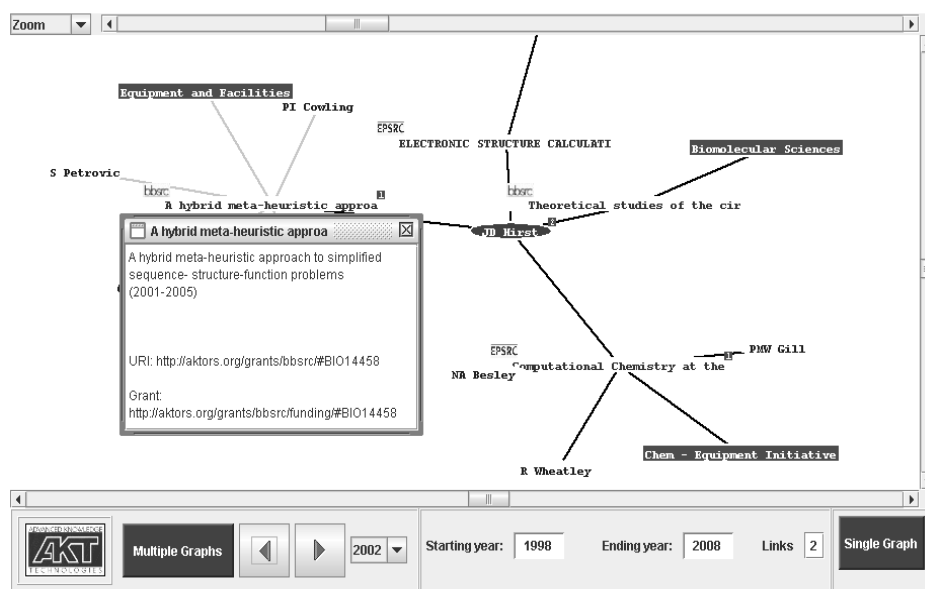 Zoom
Equipment and Facilities
PI Cowling
EPSRC
ELECTRONIC STRUCTURE CALCULATI
Biomolecular Sciences
S Petrovic
bbsrc
bbsrc
1
A hybrid meta-heuristic approa
Theoretical studies of the cir
2
JD Hirst
A hybrid meta-heuristic approa
A hybrid meta-heuristic approach to simplified
sequence- structure-function problems
(2001-2005)
URI: http://aktors.org/grants/bbsrc/#BIO14458
Grant:
http://aktors.org/grants/bbsrc/funding/#BIO14458
EPSRC
1
PMW Gill
Computational Chemistry at the
NA Besley
Chem - Equipment Initiative
R Wheatley
ADVANCED KNOWLEDGE
AKT
TECHNOLOGIES
Multiple Graphs
2002
Starting year: 1998
Ending year: 2008
Links 2
Single Graph